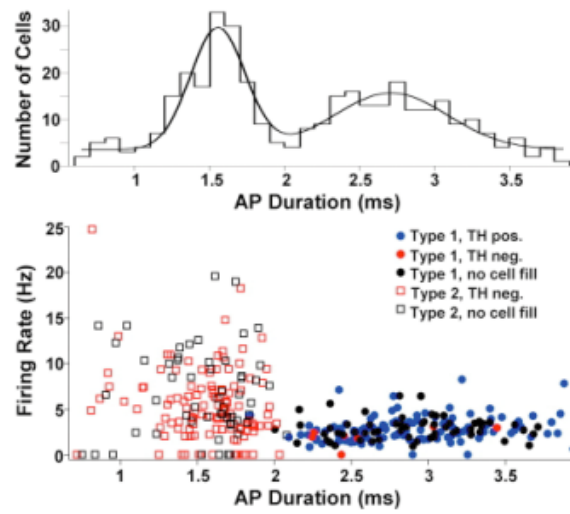 Number of Cells
30
20
10
0
1
1.5
2
2.5
3
3.5
AP Duration (ms)
Firing Rate (Hz)
25
20
15
10
5
0
Type 1, TH pos.
Type 1, TH neg.
Type 1, no cell fill
Type 2, TH neg.
Type 2, no cell fill
1
1.5
2
2.5
3
3.5
AP Duration (ms)